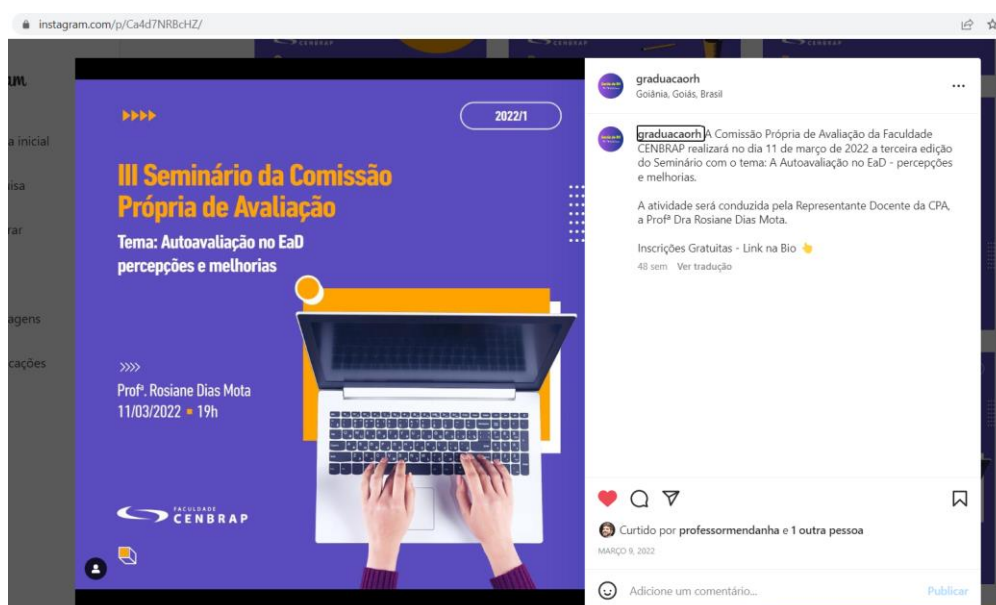 instagram.com/p/Ca4d7NRBcHZ/
CENBRAP
CENBRAP
CENBRAP
2022/1
III Seminário da Comissão
Própria de Avaliação
Tema: Autoavaliação no EaD
percepções e melhorias
Profª. Rosiane Dias Mota
11/03/2022 ▪ 19h
FACULDADE
CENBRAP
graduacaorh
Goiânia, Goiás, Brasil
graduacaorh A Comissão Própria de Avaliação da Faculdade
CENBRAP realizará no dia 11 de março de 2022 a terceira edição
do Seminário com o tema: A Autoavaliação no EaD - percepções
e melhorias.
A atividade será conduzida pela Representante Docente da CPA,
a Profª Dra Rosiane Dias Mota.
Inscrições Gratuitas - Link na Bio 👆
48 sem Ver tradução
Curtido por professormendanha e 1 outra pessoa
MARÇO 9, 2022
Adicione um comentário...
Publicar
a inicial
agens
cações